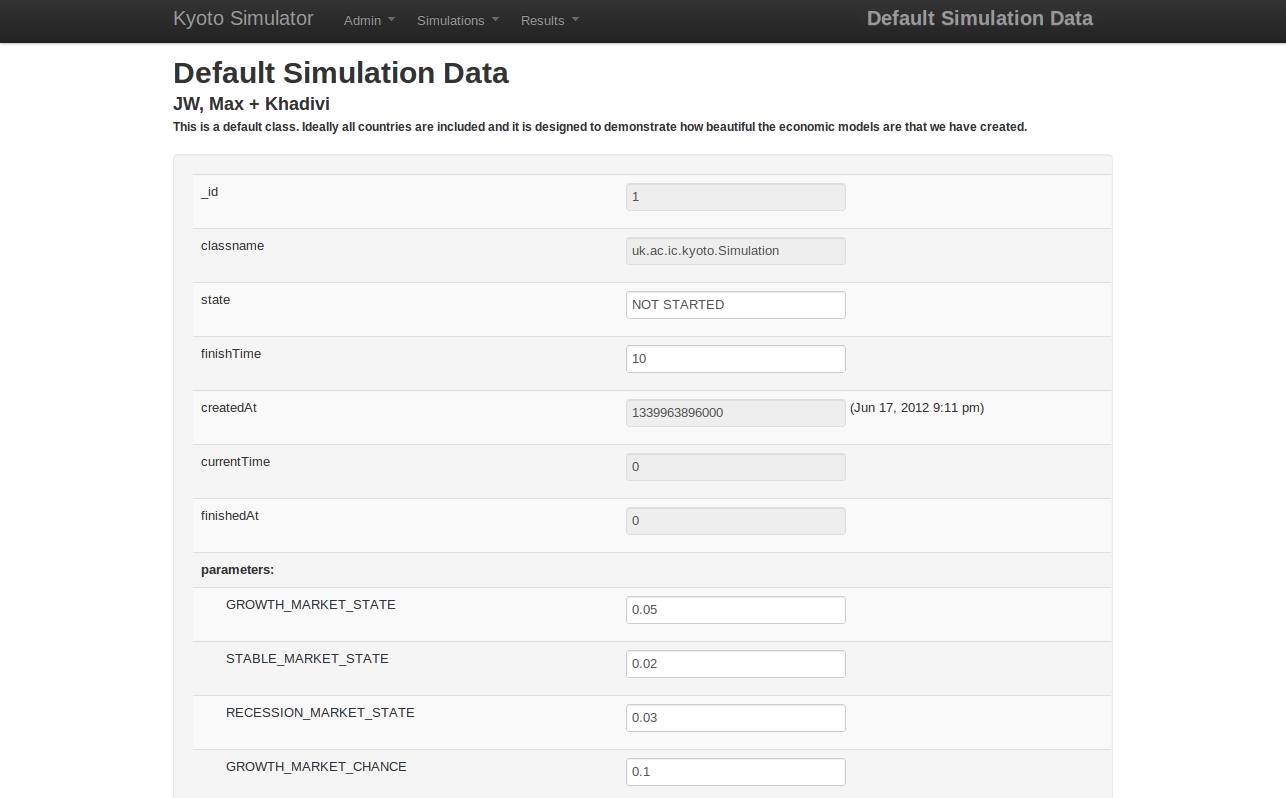 Kyoto Simulator Admin Simulations Results Default Simulation Data
Default Simulation Data
JW, Max + Khadivi
This is a default class. Ideally all countries are included and it is designed to demonstrate how beautiful the economic models are that we have created.
_id 1
classname uk.ac.ic.kyoto.Simulation
state NOT STARTED
finishTime 10
createdAt 1339963896000 (Jun 17, 2012 9:11 pm)
currentTime 0
finishedAt 0
parameters:
GROWTH_MARKET_STATE 0.05
STABLE_MARKET_STATE 0.02
RECESSION_MARKET_STATE 0.03
GROWTH_MARKET_CHANCE 0.1